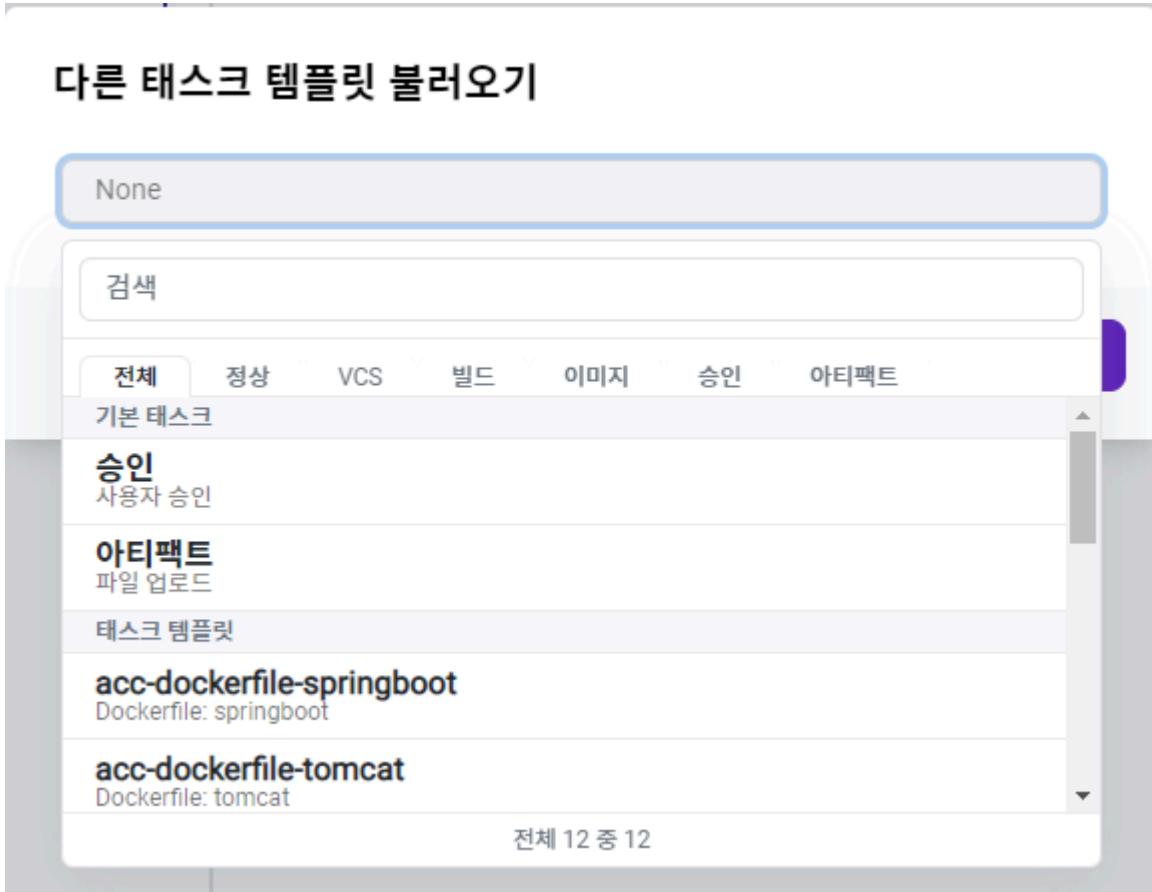 다른 태스크 템플릿 불러오기
None
검색
전체 정상 VCS 빌드 이미지 승인 아티팩트
기본 태스크
승인
사용자 승인
아티팩트
파일 업로드
태스크 템플릿
acc-dockerfile-springboot
Dockerfile: springboot
acc-dockerfile-tomcat
Dockerfile: tomcat
전체 12 중 12